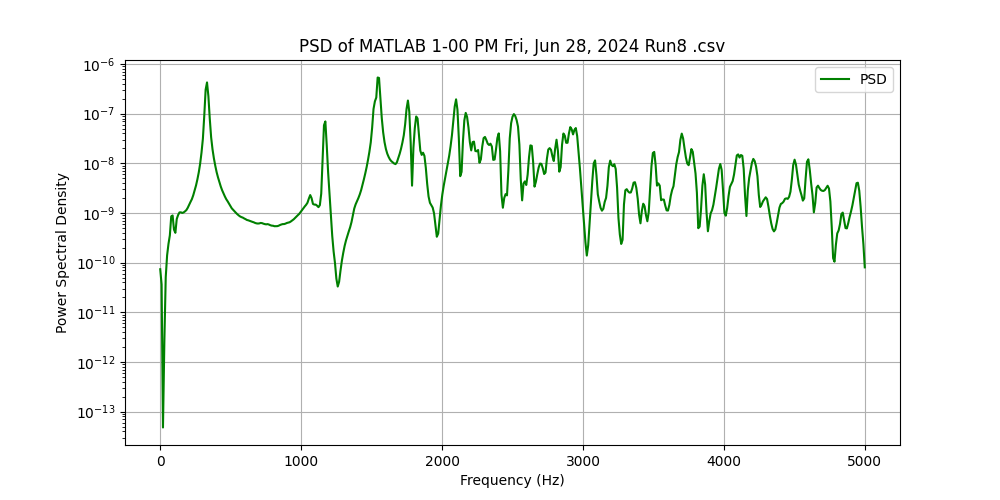 PSD of MATLAB 1-00 PM Fri, Jun 28, 2024 Run8 .csv
PSD
Power Spectral Density
10⁻⁶
10⁻⁷
10⁻⁸
10⁻⁹
10⁻¹⁰
10⁻¹¹
10⁻¹²
10⁻¹³
0 1000 2000 3000 4000 5000
Frequency (Hz)